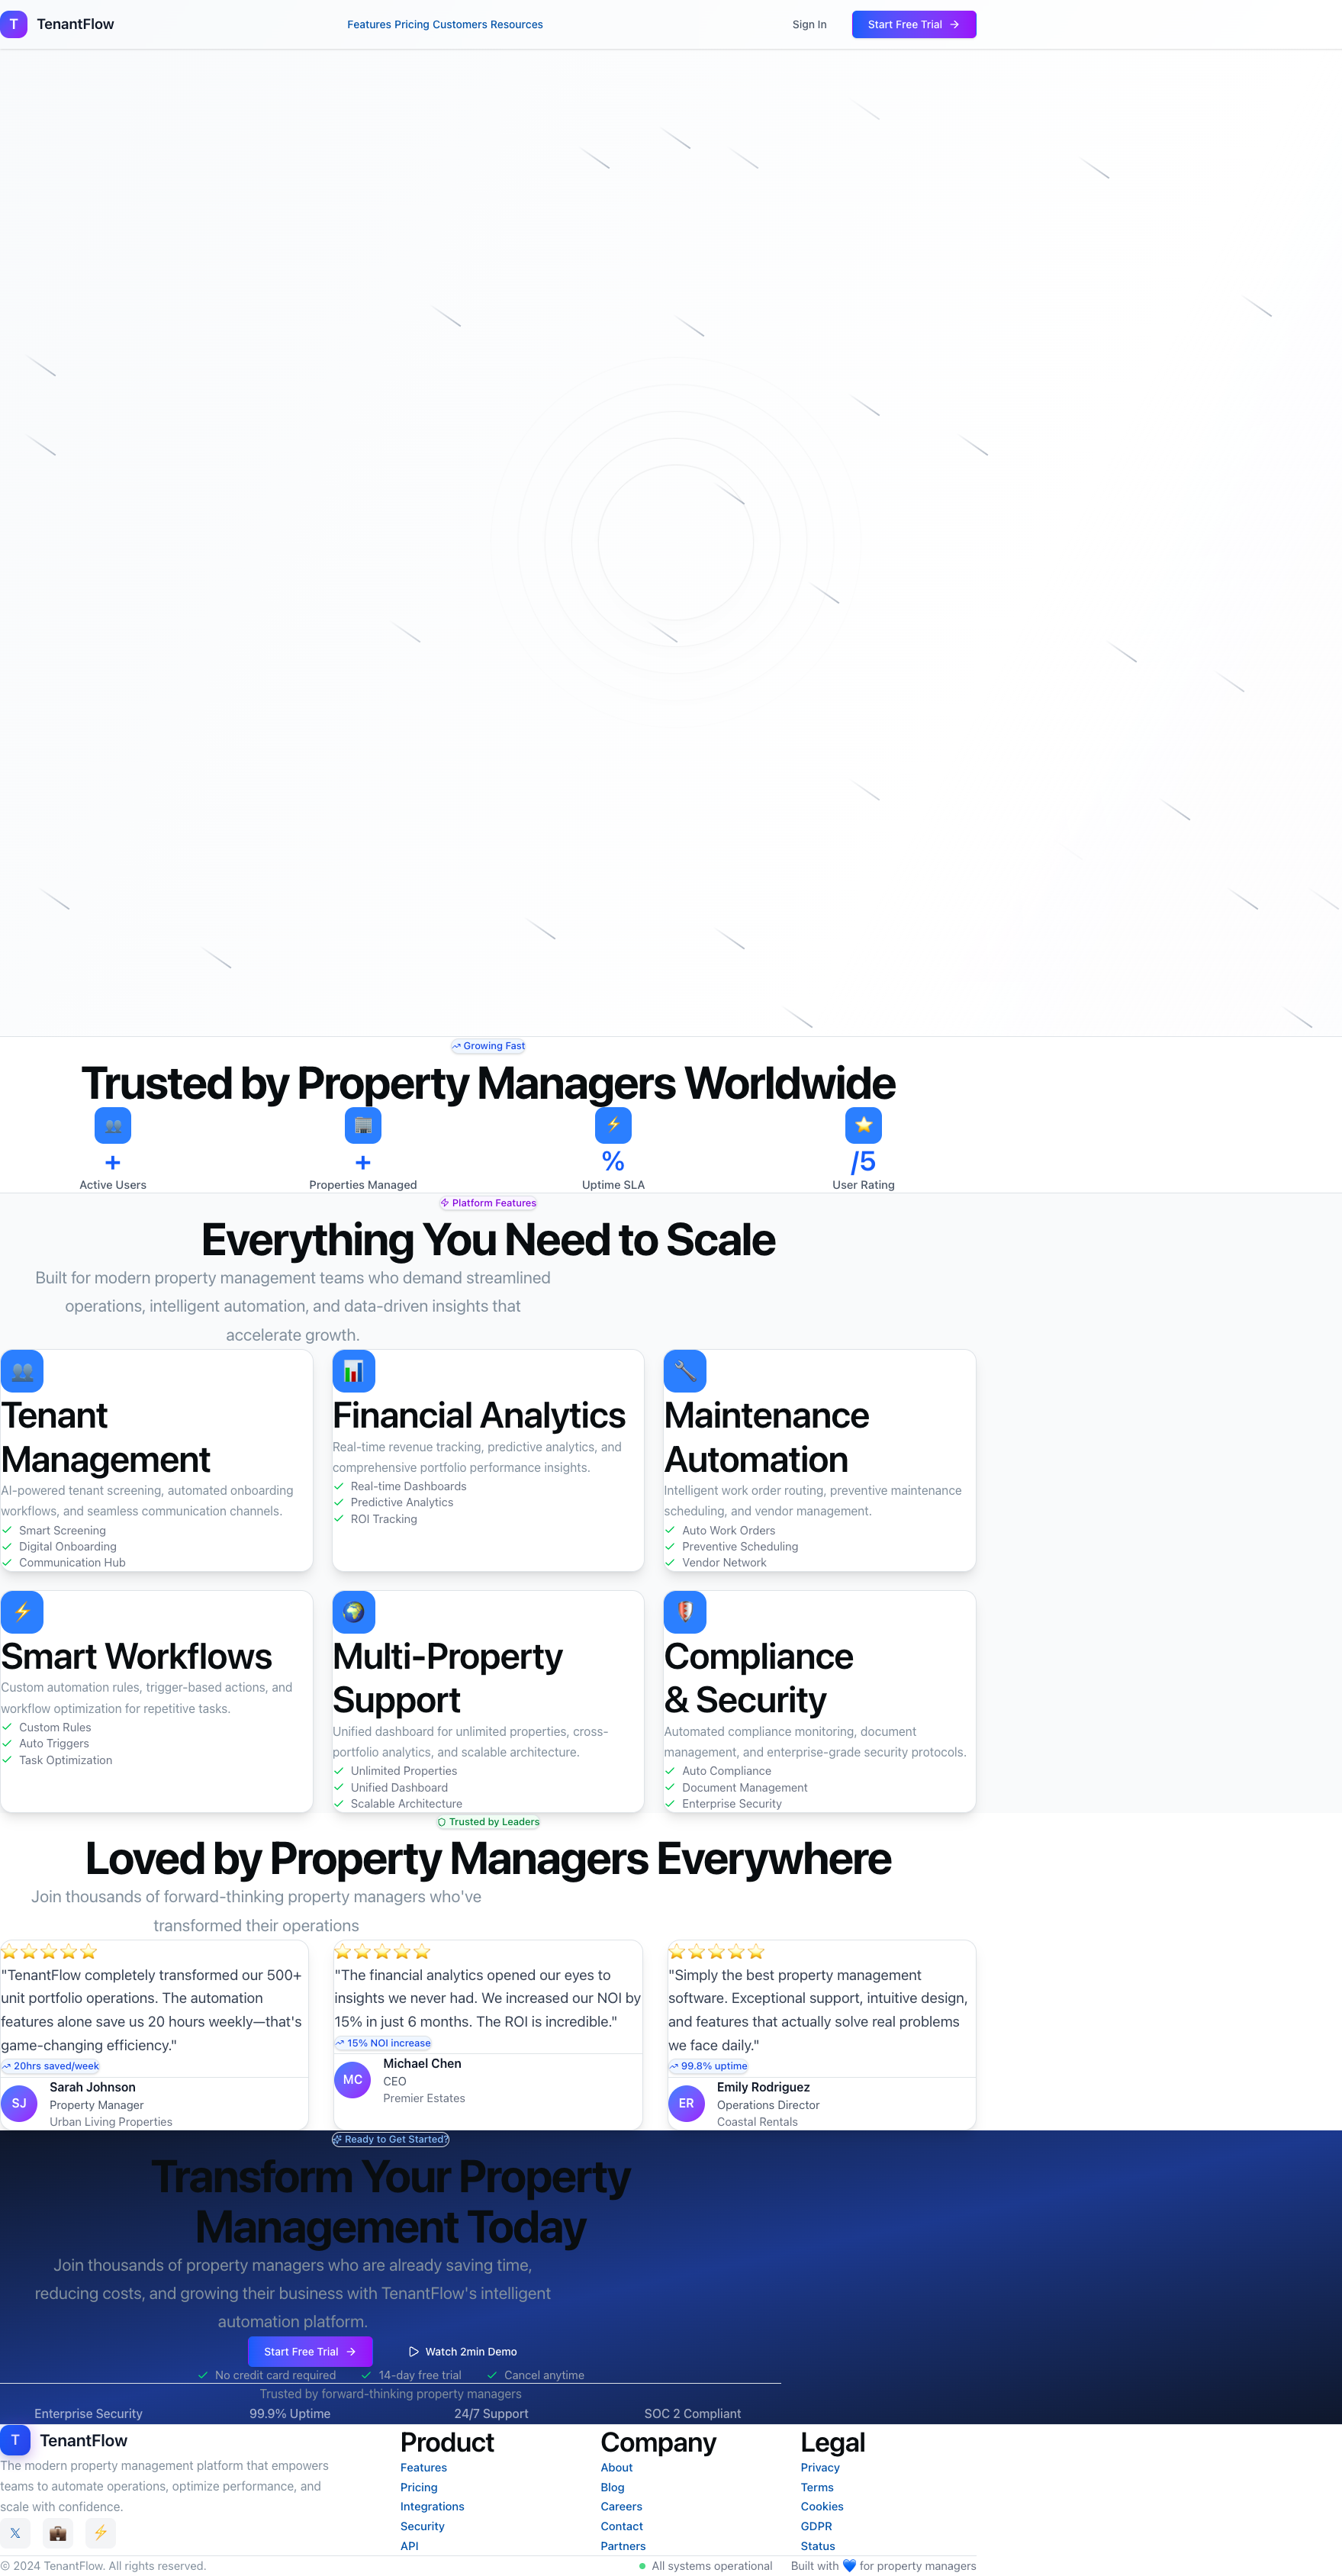 T TenantFlow
Features Pricing Customers Resources
Sign In
Start Free Trial
Growing Fast
Trusted by Property Managers Worldwide
+
Active Users
+
Properties Managed
%
Uptime SLA
/5
User Rating
Platform Features
Everything You Need to Scale
Built for modern property management teams who demand streamlined
operations, intelligent automation, and data-driven insights that
accelerate growth.
Tenant
Management
AI-powered tenant screening, automated onboarding
workflows, and seamless communication channels.
Smart Screening
Digital Onboarding
Communication Hub
Financial Analytics
Real-time revenue tracking, predictive analytics, and
comprehensive portfolio performance insights.
Real-time Dashboards
Predictive Analytics
ROI Tracking
Maintenance
Automation
Intelligent work order routing, preventive maintenance
scheduling, and vendor management.
Auto Work Orders
Preventive Scheduling
Vendor Network
Smart Workflows
Custom automation rules, trigger-based actions, and
workflow optimization for repetitive tasks.
Custom Rules
Auto Triggers
Task Optimization
Multi-Property
Support
Unified dashboard for unlimited properties, cross-
portfolio analytics, and scalable architecture.
Unlimited Properties
Unified Dashboard
Scalable Architecture
Compliance
& Security
Automated compliance monitoring, document
management, and enterprise-grade security protocols.
Auto Compliance
Document Management
Enterprise Security
Trusted by Leaders
Loved by Property Managers Everywhere
Join thousands of forward-thinking property managers who've
transformed their operations
"TenantFlow completely transformed our 500+
unit portfolio operations. The automation
features alone save us 20 hours weekly—that's
game-changing efficiency."
20hrs saved/week
SJ
Sarah Johnson
Property Manager
Urban Living Properties
"The financial analytics opened our eyes to
insights we never had. We increased our NOI by
15% in just 6 months. The ROI is incredible."
15% NOI increase
MC
Michael Chen
CEO
Premier Estates
"Simply the best property management
software. Exceptional support, intuitive design,
and features that actually solve real problems
we face daily."
99.8% uptime
ER
Emily Rodriguez
Operations Director
Coastal Rentals
Ready to Get Started?
Transform Your Property
Management Today
Join thousands of property managers who are already saving time,
reducing costs, and growing their business with TenantFlow's intelligent
automation platform.
Start Free Trial
Watch 2min Demo
No credit card required
14-day free trial
Cancel anytime
Trusted by forward-thinking property managers
Enterprise Security
99.9% Uptime
24/7 Support
SOC 2 Compliant
T TenantFlow
The modern property management platform that empowers
teams to automate operations, optimize performance, and
scale with confidence.
𝕏
Product
Features
Pricing
Integrations
Security
API
Company
About
Blog
Careers
Contact
Partners
Legal
Privacy
Terms
Cookies
GDPR
Status
© 2024 TenantFlow. All rights reserved.
All systems operational
Built with 💙 for property managers